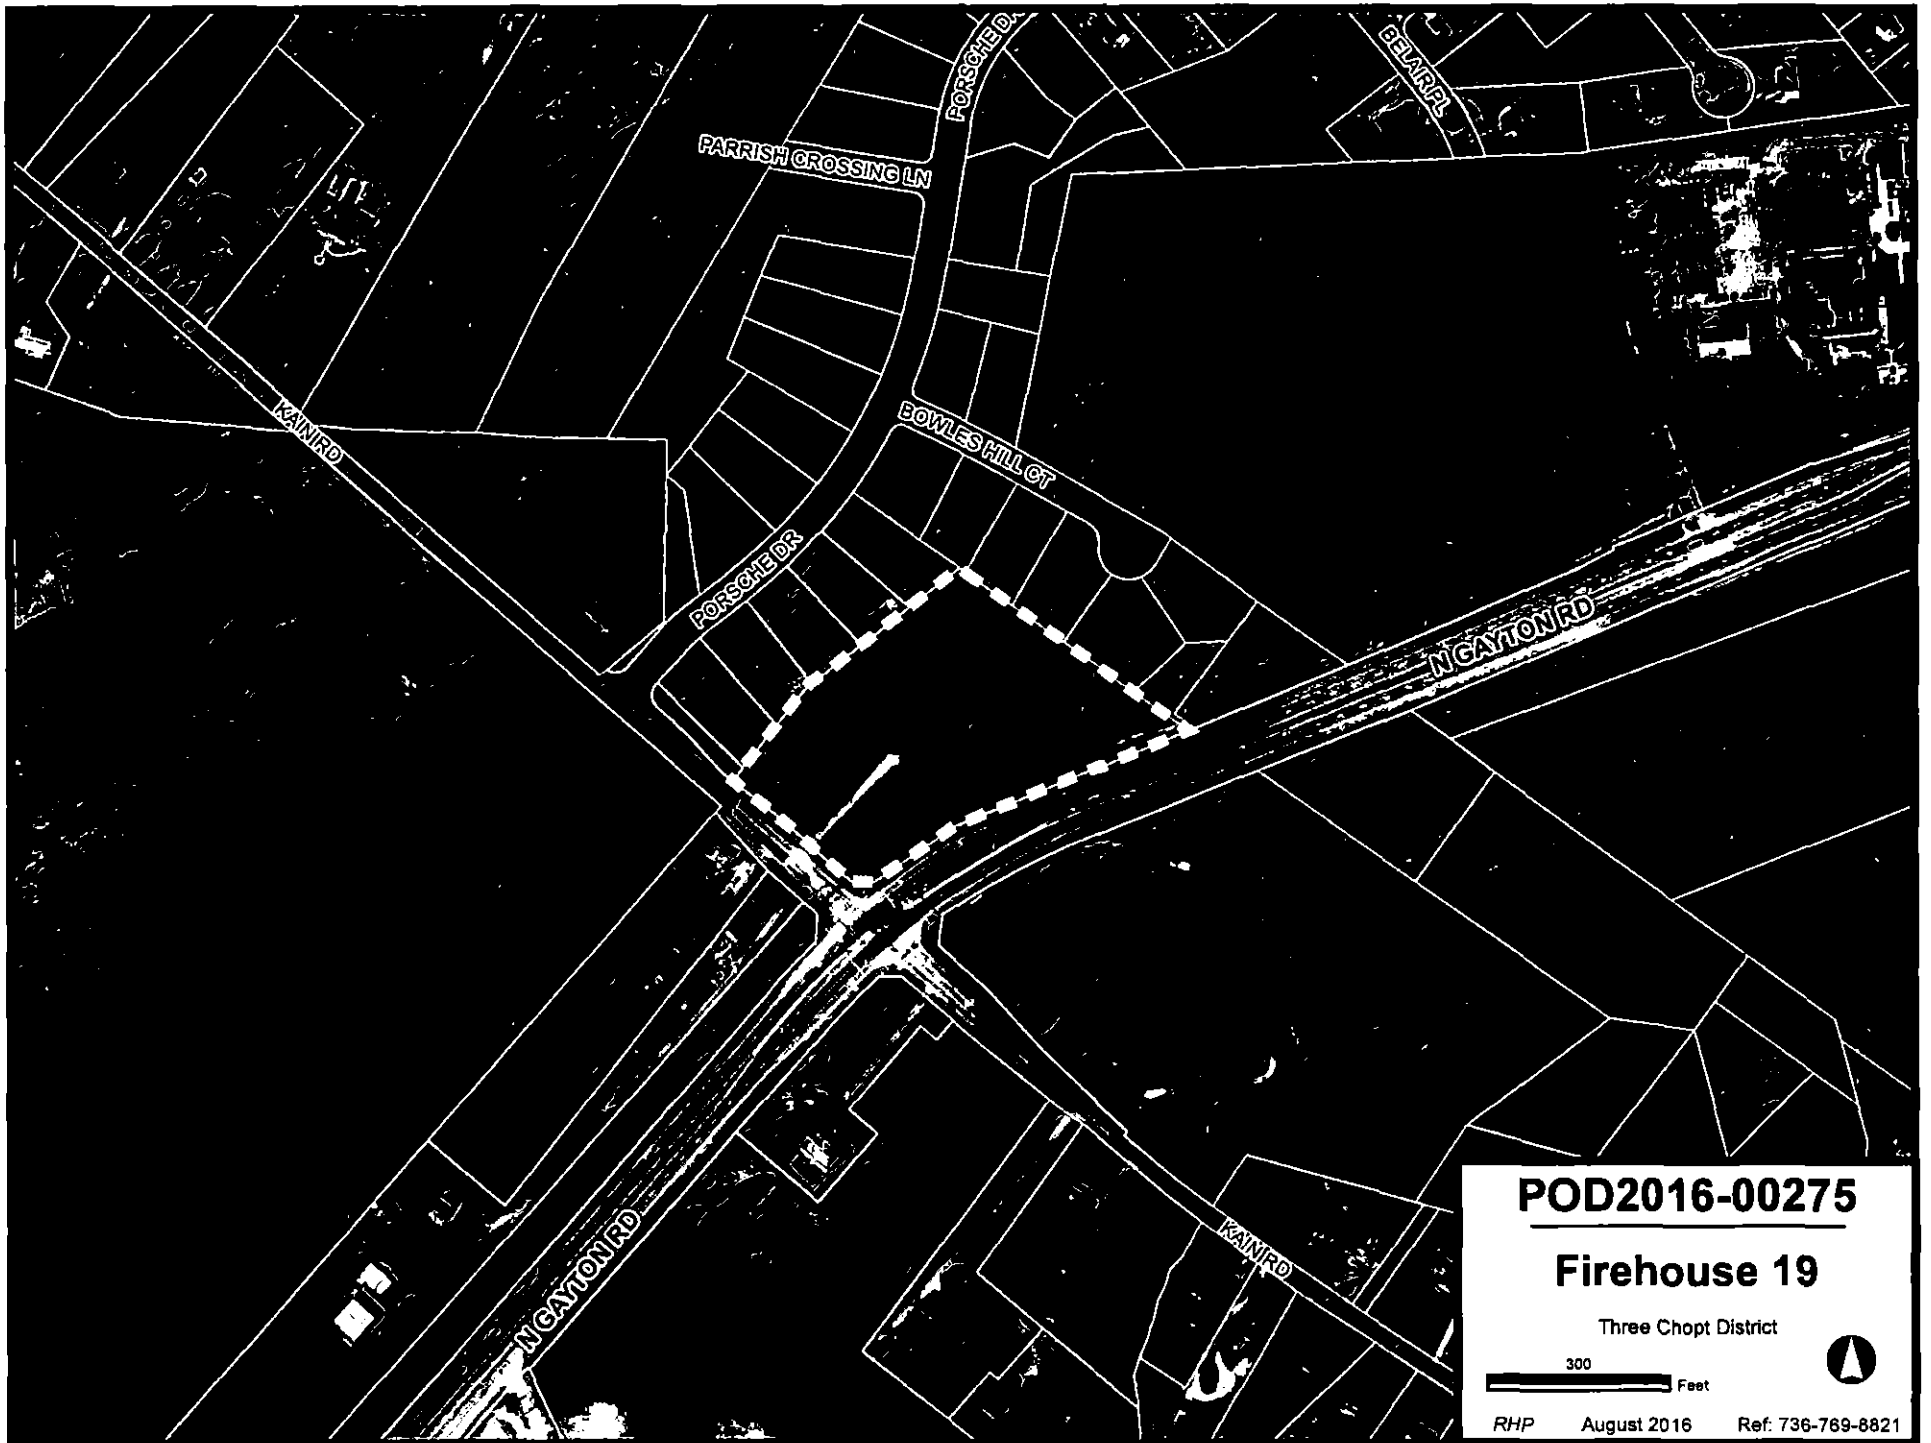 PORSCHE DR
BELAIR PL
PARRISH CROSSING LN
KAIN RD
BOWLES HILL CT
PORSCHE DR
N GAYTON RD
N GAYTON RD
KAIN RD
POD2016-00275
Firehouse 19
Three Chopt District
300
Feet
RHP August 2016 Ref: 736-769-8821